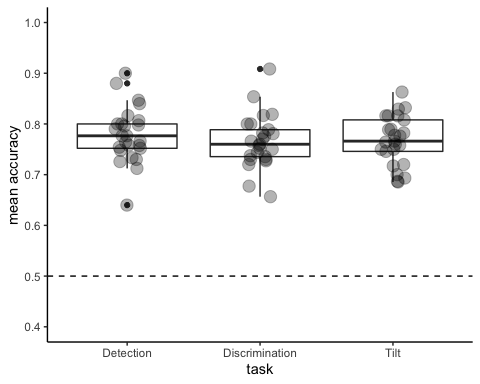 1.0
0.9
0.8
0.7
0.6
0.5
0.4
mean accuracy
Detection
Discrimination
Tilt
task